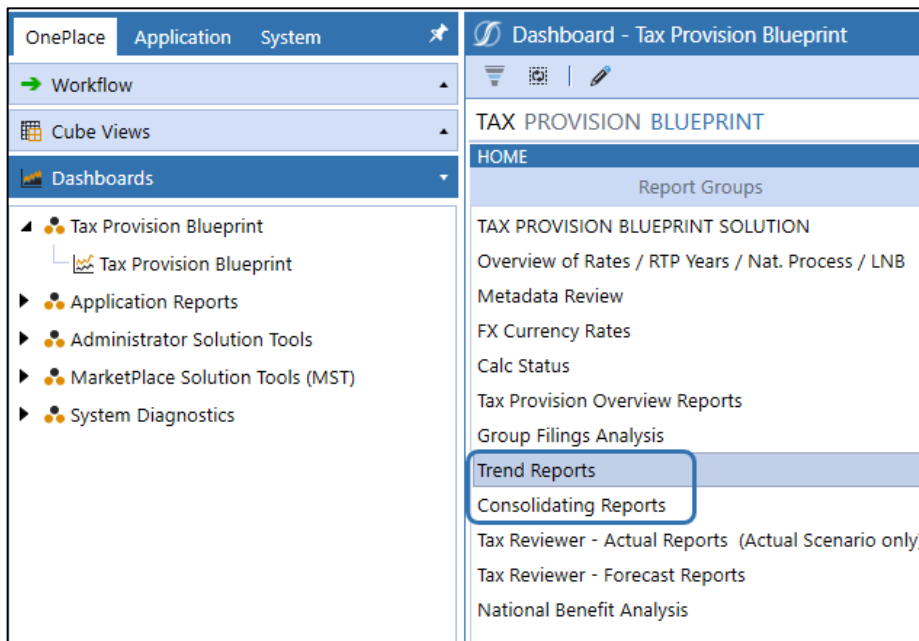 OnePlace Application System
Workflow
Cube Views
Dashboards
Tax Provision Blueprint
Tax Provision Blueprint
Application Reports
Administrator Solution Tools
MarketPlace Solution Tools (MST)
System Diagnostics
Dashboard - Tax Provision Blueprint
TAX PROVISION BLUEPRINT
HOME
Report Groups
TAX PROVISION BLUEPRINT SOLUTION
Overview of Rates / RTP Years / Nat. Process / LNB
Metadata Review
FX Currency Rates
Calc Status
Tax Provision Overview Reports
Group Filings Analysis
Trend Reports
Consolidating Reports
Tax Reviewer - Actual Reports (Actual Scenario only)
Tax Reviewer - Forecast Reports
National Benefit Analysis